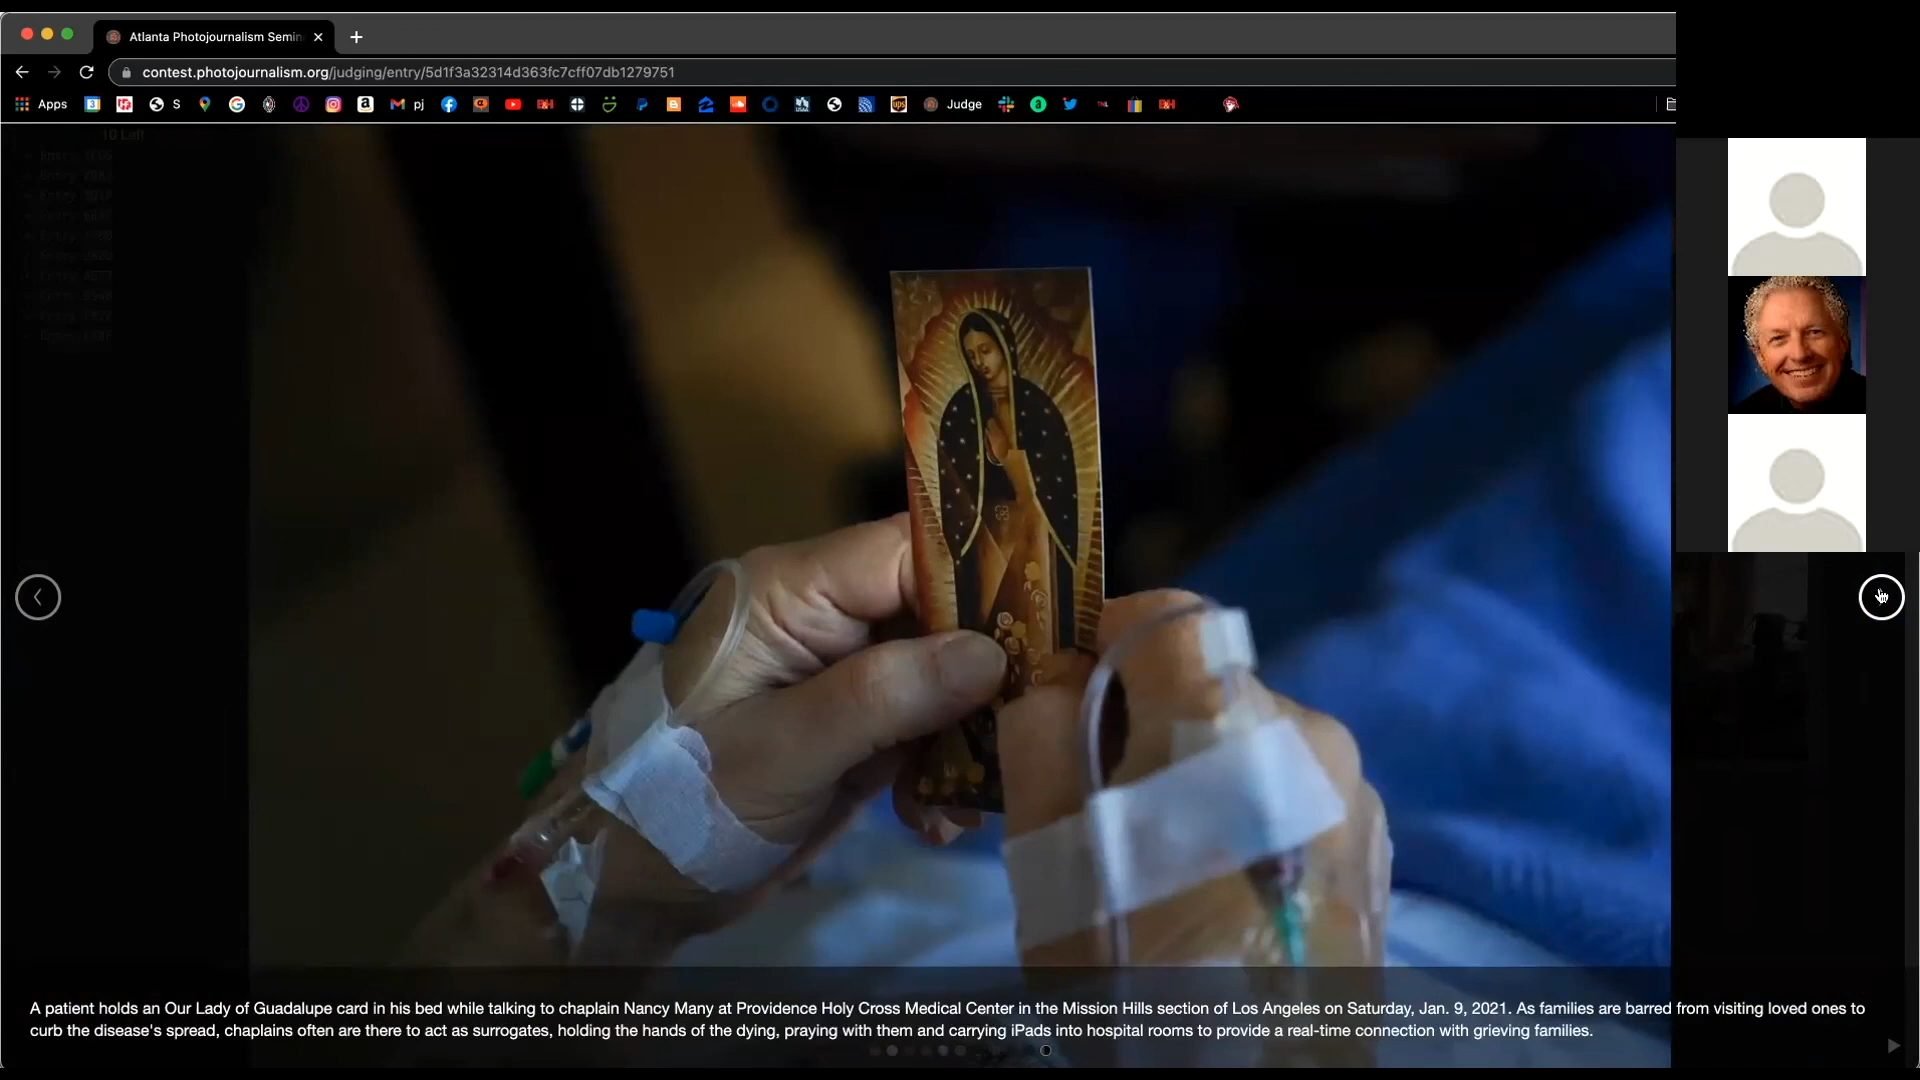 Atlanta Photojournalism Semin
contest.photojournalism.org/judging/entry/5d1f3a32314d363fc7cff07db1279751
Apps S pj Judge
10 Left
A patient holds an Our Lady of Guadalupe card in his bed while talking to chaplain Nancy Many at Providence Holy Cross Medical Center in the Mission Hills section of Los Angeles on Saturday, Jan. 9, 2021. As families are barred from visiting loved ones to
curb the disease's spread, chaplains often are there to act as surrogates, holding the hands of the dying, praying with them and carrying iPads into hospital rooms to provide a real-time connection with grieving families.